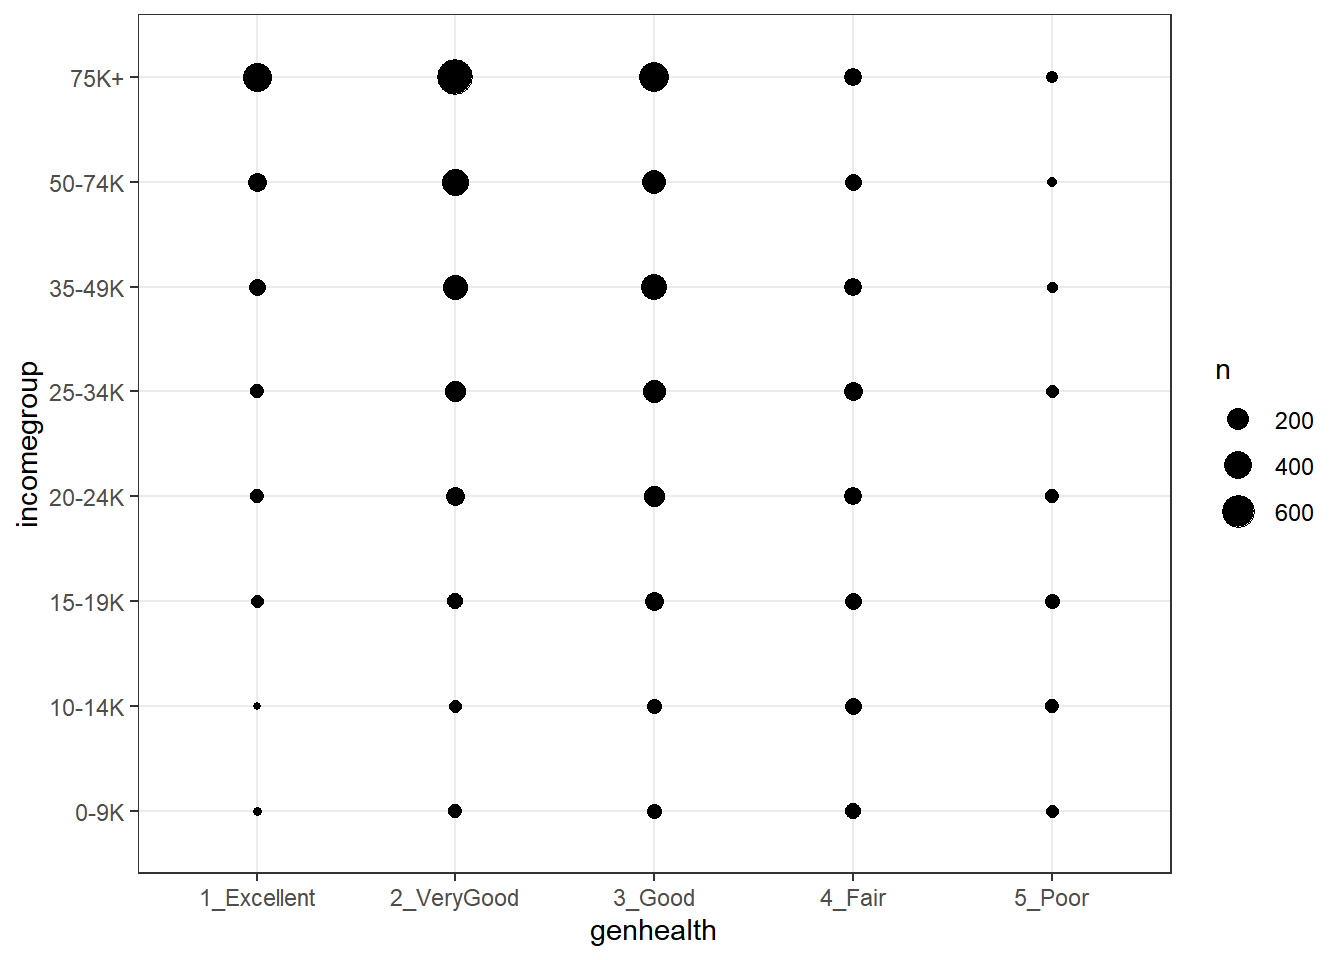 75K+
50-74K
35-49K
25-34K
20-24K
15-19K
10-14K
0-9K
incomegroup
1_Excellent 2_VeryGood 3_Good 4_Fair 5_Poor
genhealth
n
200
400
600